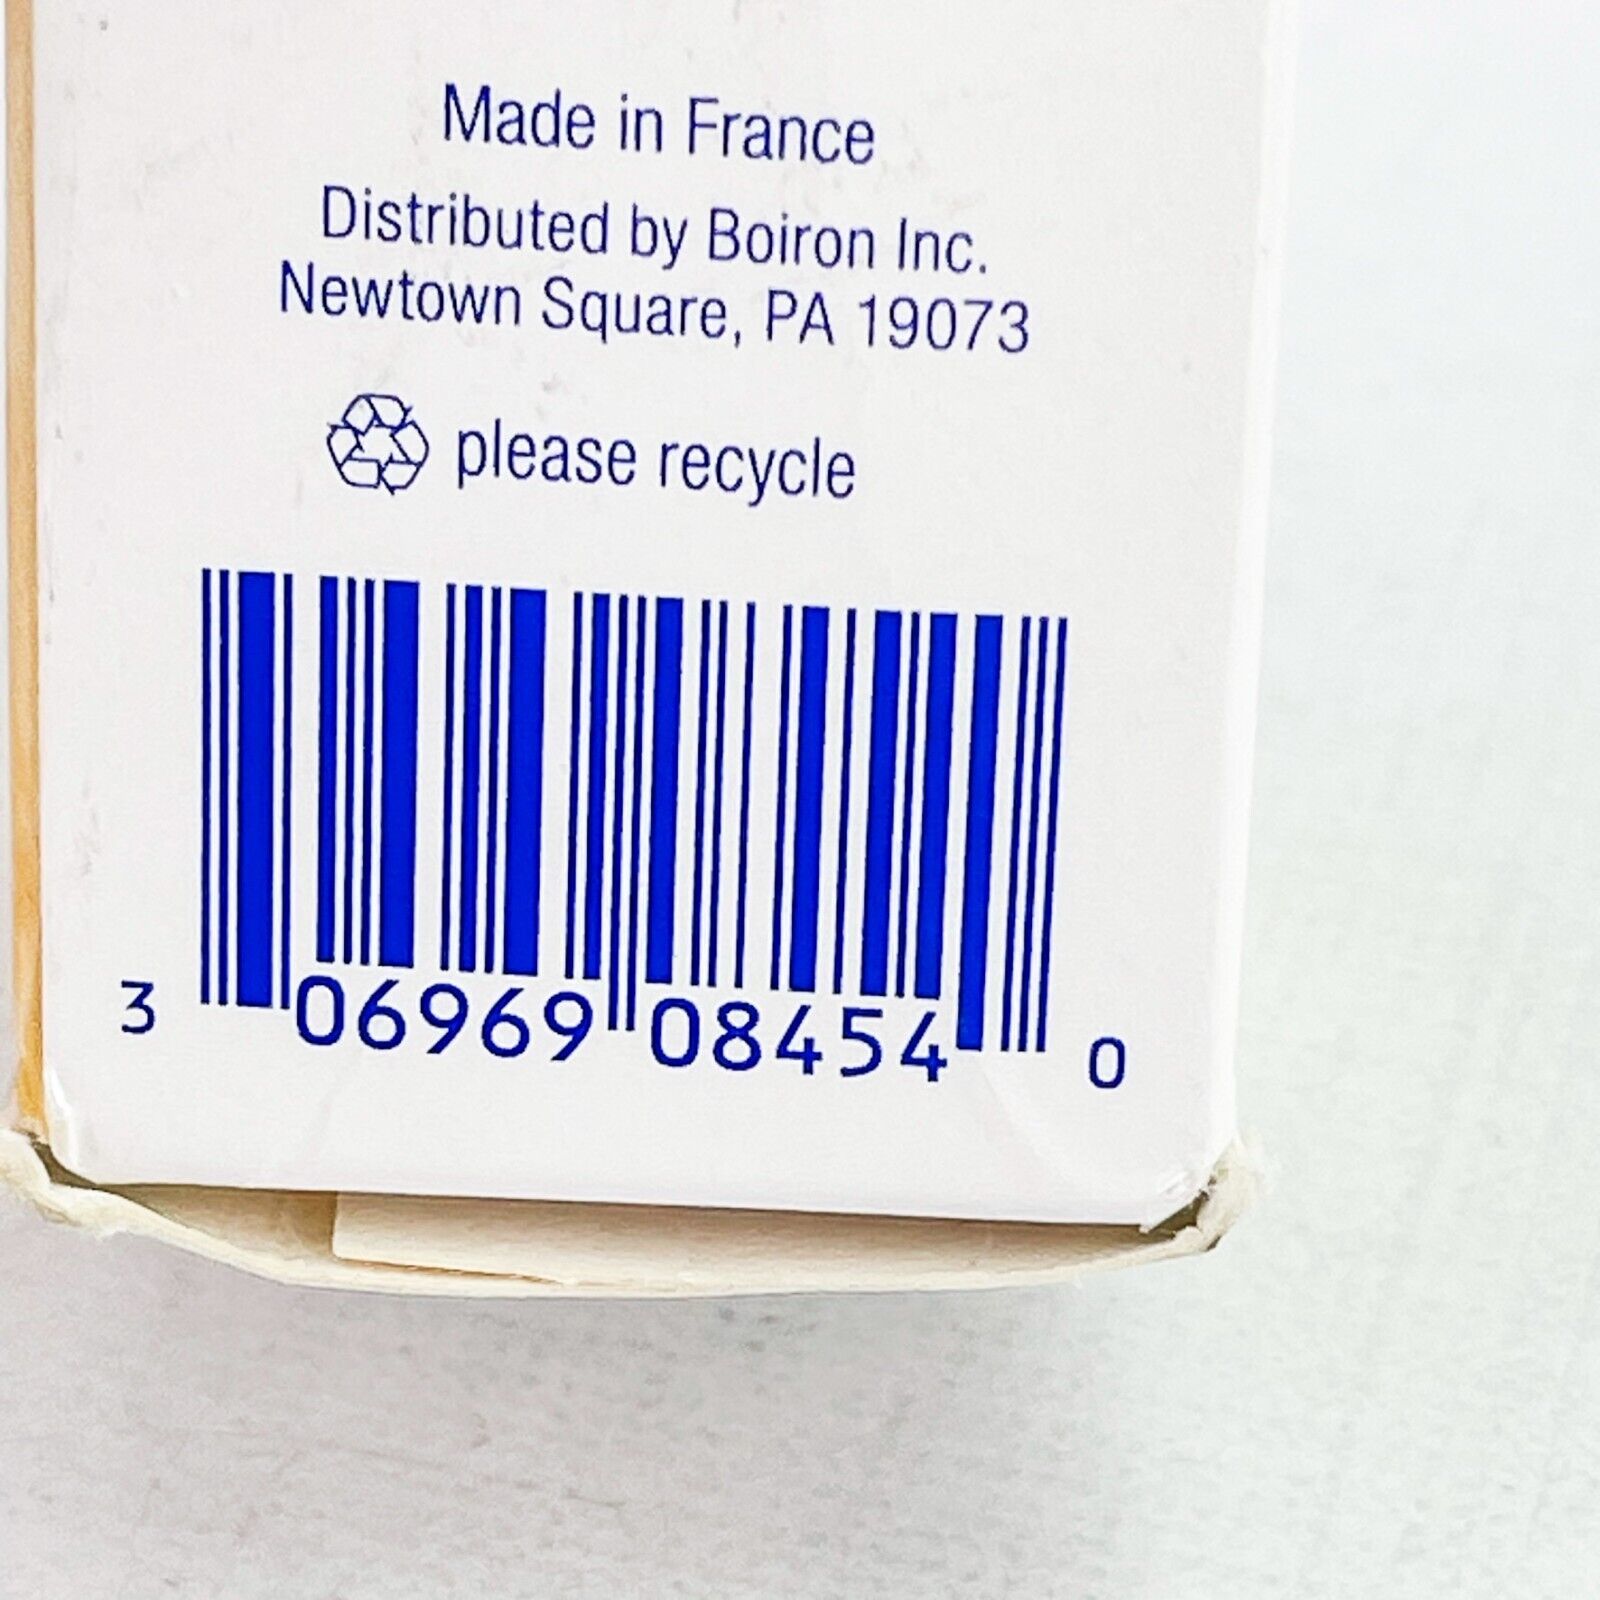 Made in France
Distributed by Boiron Inc.
Newtown Square, PA 19073
please recycle
3 06969 08454 0